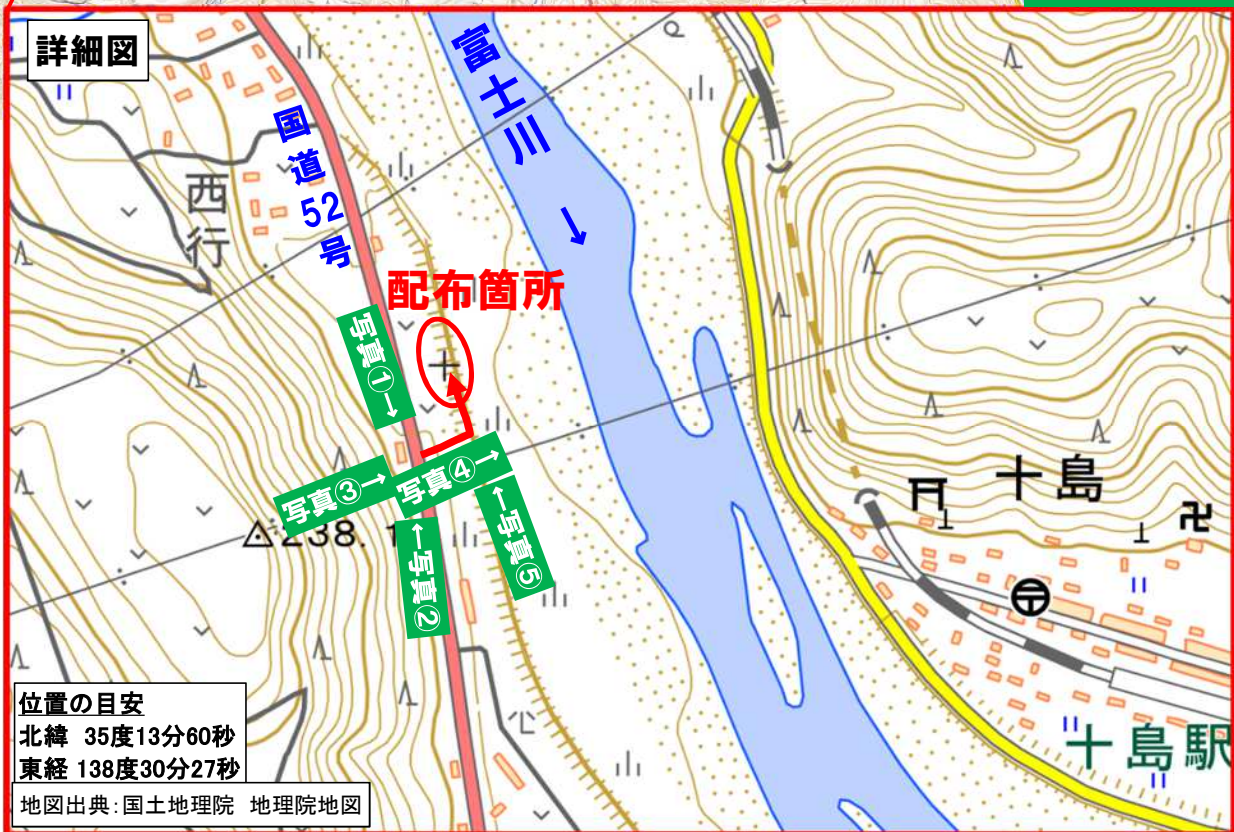 詳細図
富士川
↓
国道52号
西行
配布箇所
写真①→
写真③→
写真④→
←写真②
←写真⑤
△238.1
十島
十島駅
位置の目安
北緯 35度13分60秒
東経 138度30分27秒
地図出典:国土地理院 地理院地図